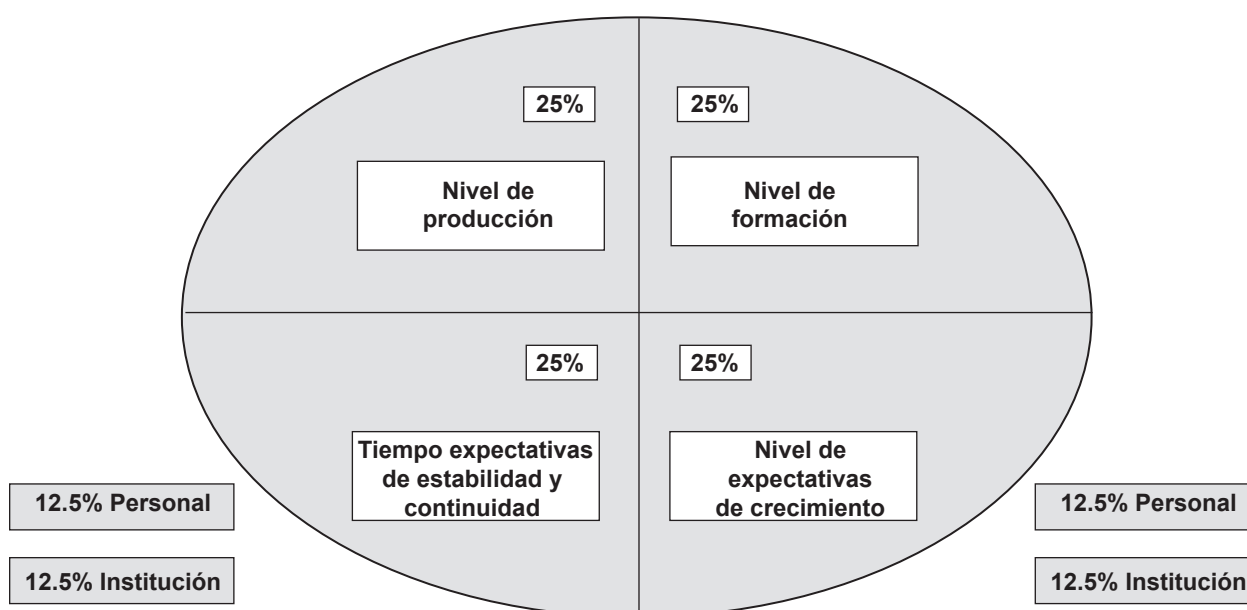 25%
25%
Nivel de
producción
Nivel de
formación
25%
25%
Tiempo expectativas
de estabilidad y
continuidad
Nivel de
expectativas
de crecimiento
12.5% Personal
12.5% Institución
12.5% Personal
12.5% Institución